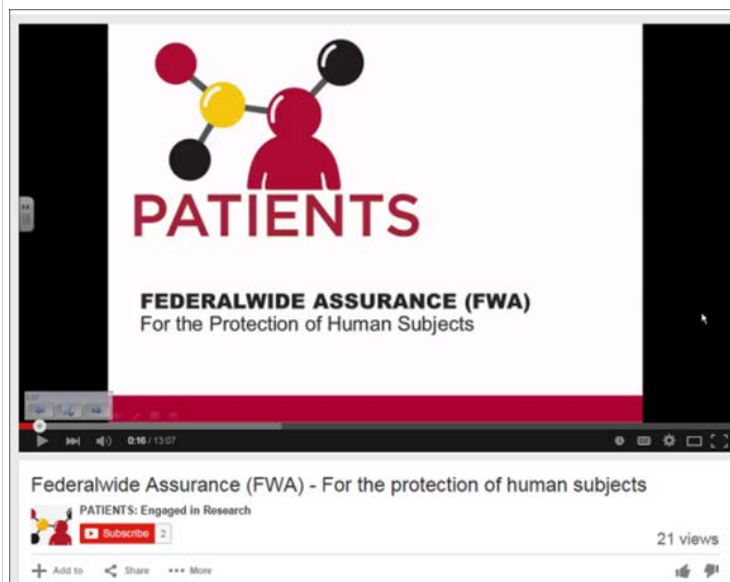 PATIENTS
FEDERALWIDE ASSURANCE (FWA)
For the Protection of Human Subjects
0:16 / 13:07
Federalwide Assurance (FWA) - For the protection of human subjects
PATIENTS: Engaged in Research
Subscribe 2
21 views
Add to Share More